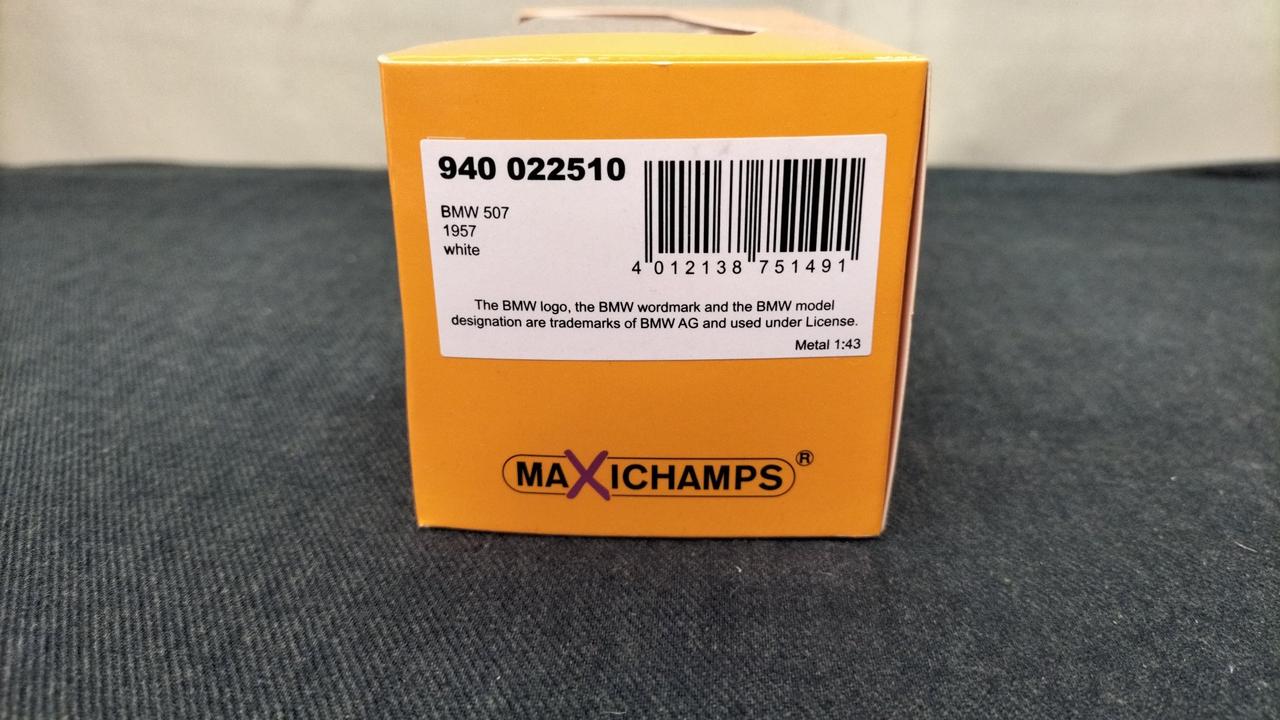 940 022510
BMW 507
1957
white
4 012138 751491
The BMW logo, the BMW wordmark and the BMW model
designation are trademarks of BMW AG and used under License.
Metal 1:43
MAXICHAMPS®